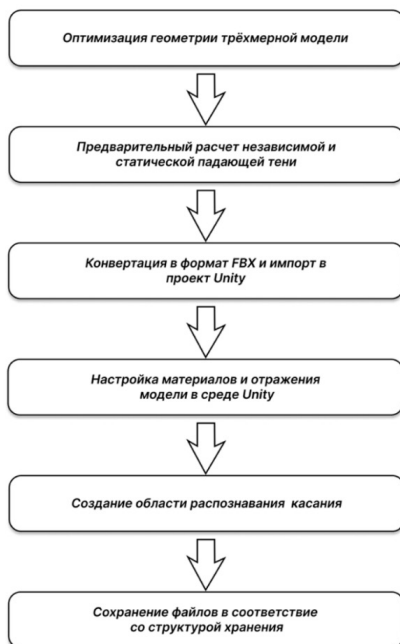 Оптимизация геометрии трёхмерной модели
Предварительный расчет независимой и
статической падающей тени
Конвертация в формат FBX и импорт в
проект Unity
Настройка материалов и отражения
модели в среде Unity
Создание области распознавания касания
Сохранение файлов в соответствие
со структурой хранения